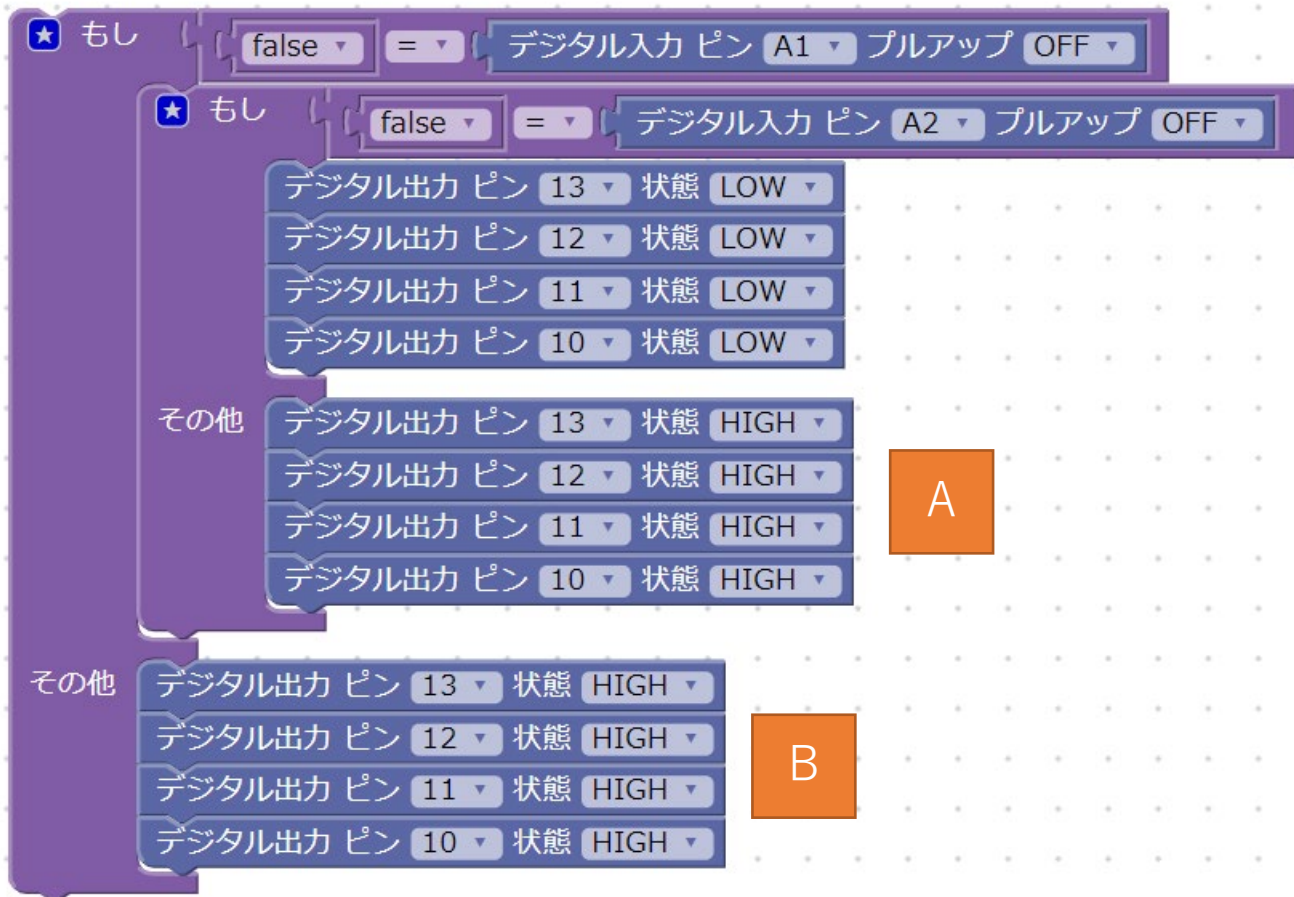 もし false = デジタル入力 ピン A1 プルアップ OFF
もし false = デジタル入力 ピン A2 プルアップ OFF
デジタル出力 ピン 13 状態 LOW
デジタル出力 ピン 12 状態 LOW
デジタル出力 ピン 11 状態 LOW
デジタル出力 ピン 10 状態 LOW
その他 デジタル出力 ピン 13 状態 HIGH
デジタル出力 ピン 12 状態 HIGH
デジタル出力 ピン 11 状態 HIGH
デジタル出力 ピン 10 状態 HIGH
A
その他 デジタル出力 ピン 13 状態 HIGH
デジタル出力 ピン 12 状態 HIGH
デジタル出力 ピン 11 状態 HIGH
デジタル出力 ピン 10 状態 HIGH
B